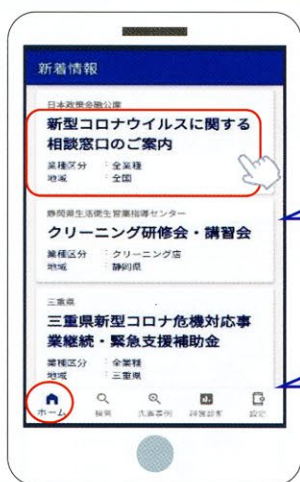 新着情報
日本政策金融公庫
新型コロナウイルスに関する
相談窓口のご案内
業種区分 : 全業種
地域 : 全国
静岡県生活衛生営業指導センター
クリーニング研修会・講習会
業種区分 : クリーニング店
地域 : 静岡県
三重県
三重県新型コロナ危機対応事
業継続・緊急支援補助金
業種区分 : 全業種
地域 : 三重県
ホーム 検索 先進事例 経営診断 設定